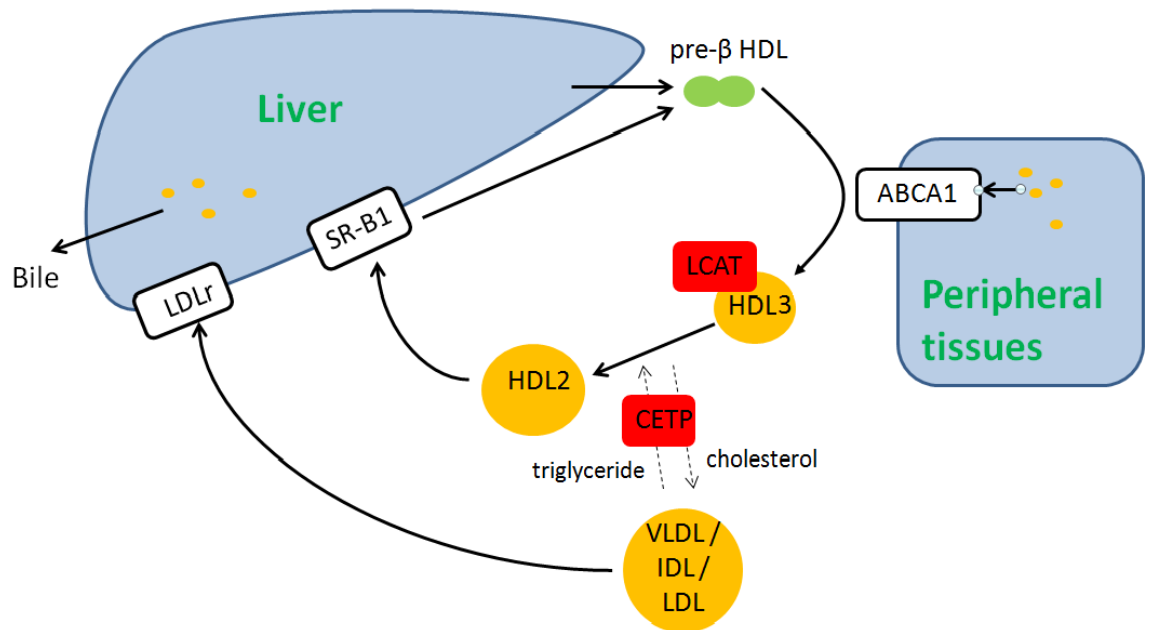 pre-β HDL
Liver
ABCA1
SR-B1
LCAT
Bile
LDLr
HDL3
Peripheral
tissues
HDL2
CETP
triglyceride
cholesterol
VLDL /
IDL /
LDL